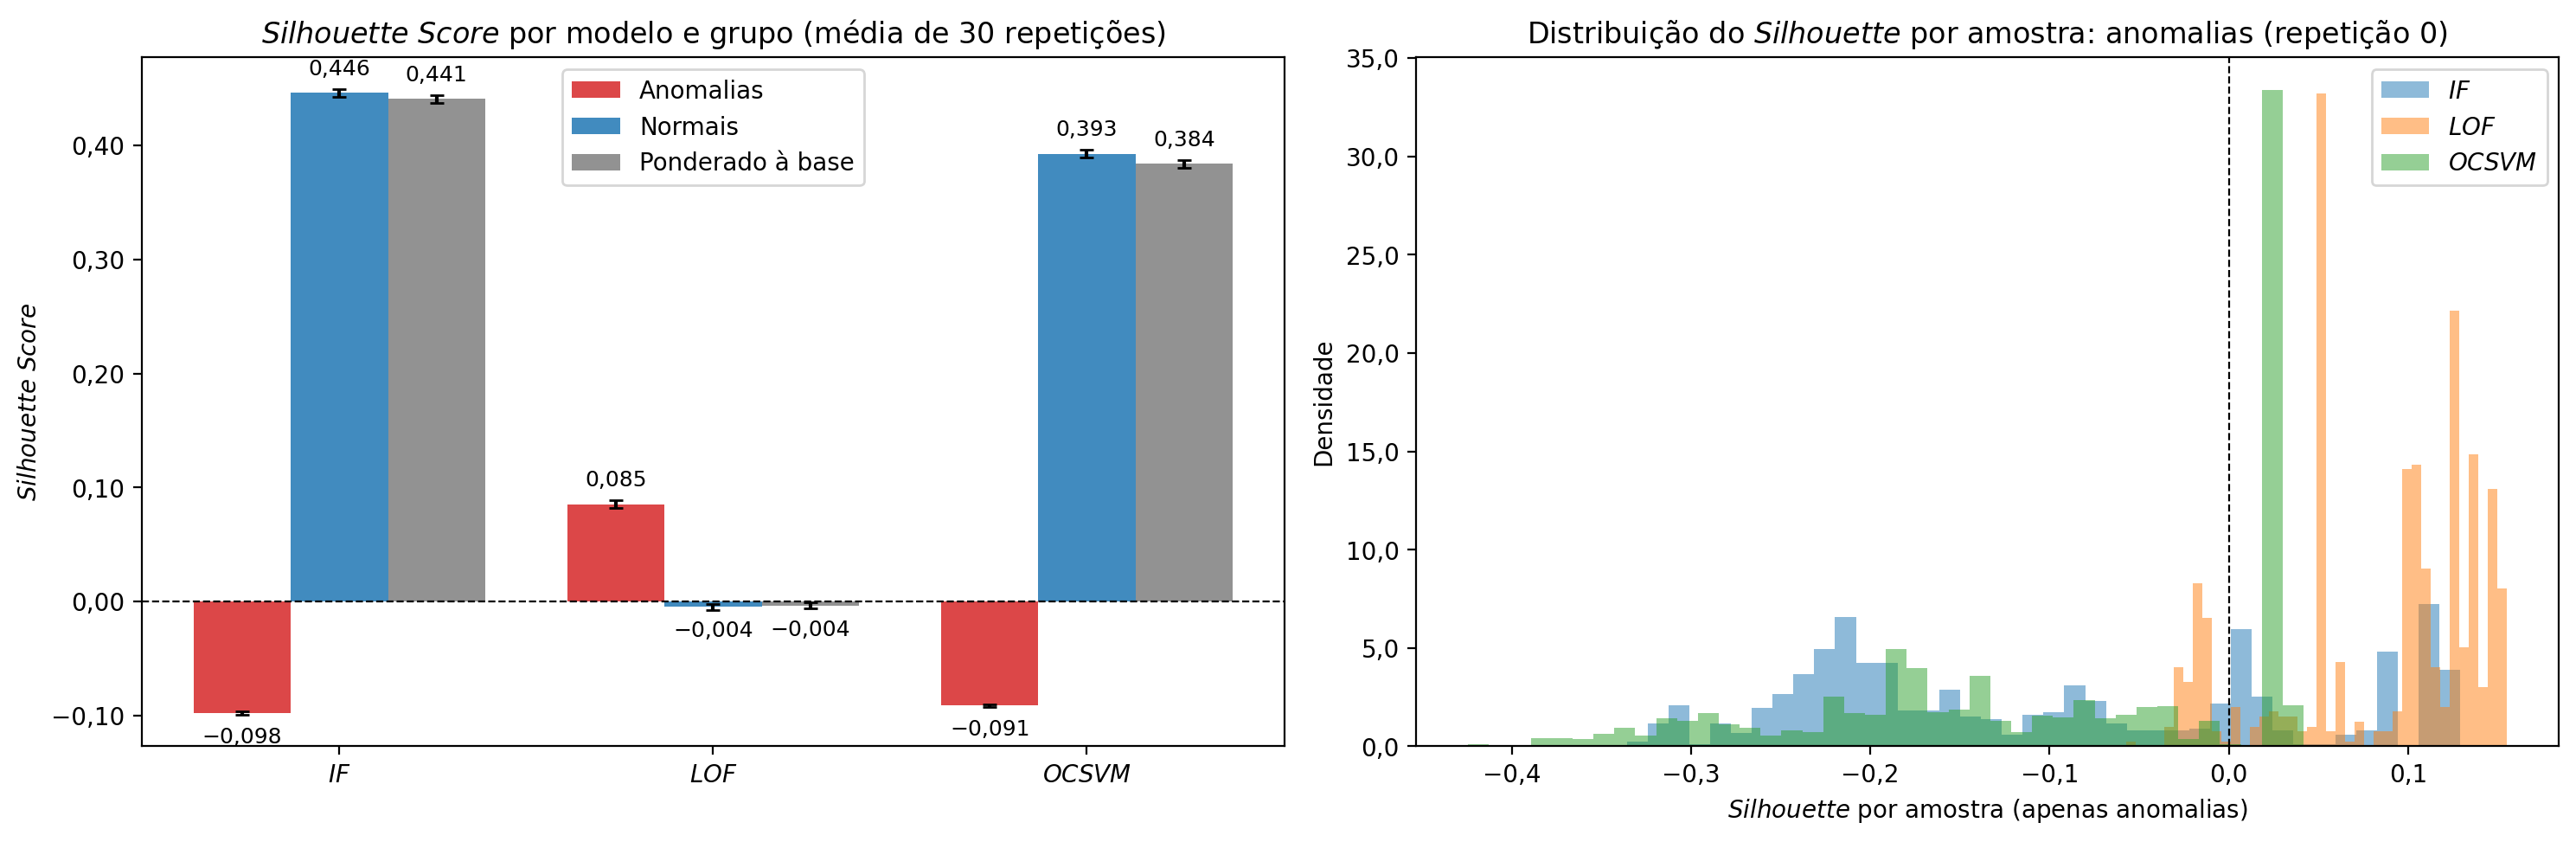 Silhouette Score por modelo e grupo (média de 30 repetições)
Silhouette Score
0,40
0,30
0,20
0,10
0,00
−0,10
0,446
0,441
0,393
0,384
0,085
−0,004
−0,004
−0,098
−0,091
Anomalias
Normais
Ponderado à base
IF
LOF
OCSVM
Distribuição do Silhouette por amostra: anomalias (repetição 0)
Densidade
35,0
30,0
25,0
20,0
15,0
10,0
5,0
0,0
IF
LOF
OCSVM
−0,4
−0,3
−0,2
−0,1
0,0
0,1
Silhouette por amostra (apenas anomalias)